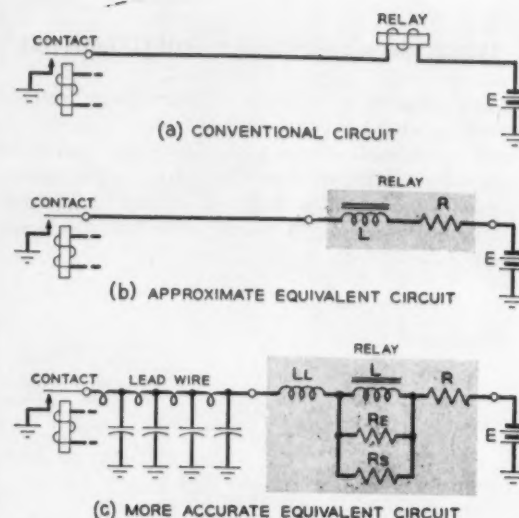 RELAY
CONTACT
E
(a) CONVENTIONAL CIRCUIT
RELAY
CONTACT
L
R
E
(b) APPROXIMATE EQUIVALENT CIRCUIT
RELAY
CONTACT
LEAD WIRE
LL
L
R
RE
RS
E
(c) MORE ACCURATE EQUIVALENT CIRCUIT